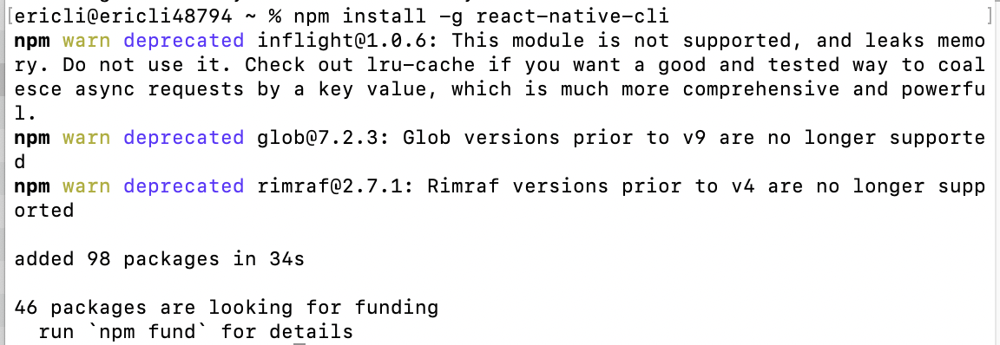 [ericli@ericli48794 ~ % npm install -g react-native-cli ]
npm warn deprecated inflight@1.0.6: This module is not supported, and leaks memo
ry. Do not use it. Check out lru-cache if you want a good and tested way to coal
esce async requests by a key value, which is much more comprehensive and powerfu
l.
npm warn deprecated glob@7.2.3: Glob versions prior to v9 are no longer supporte
d
npm warn deprecated rimraf@2.7.1: Rimraf versions prior to v4 are no longer supp
orted
added 98 packages in 34s
46 packages are looking for funding
  run `npm fund` for details